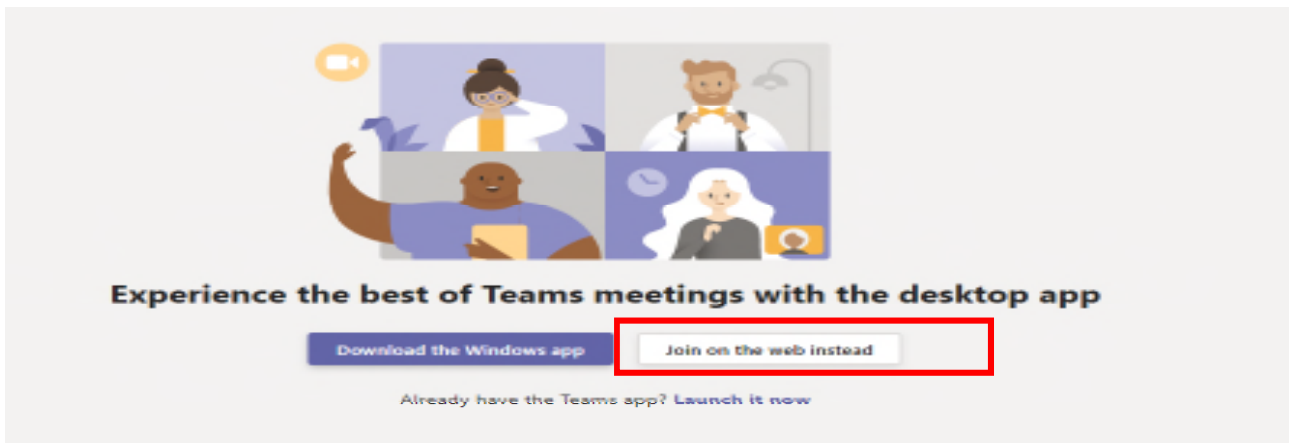 Experience the best of Teams meetings with the desktop app
Download the Windows app
Join on the web instead
Already have the Teams app? Launch it now